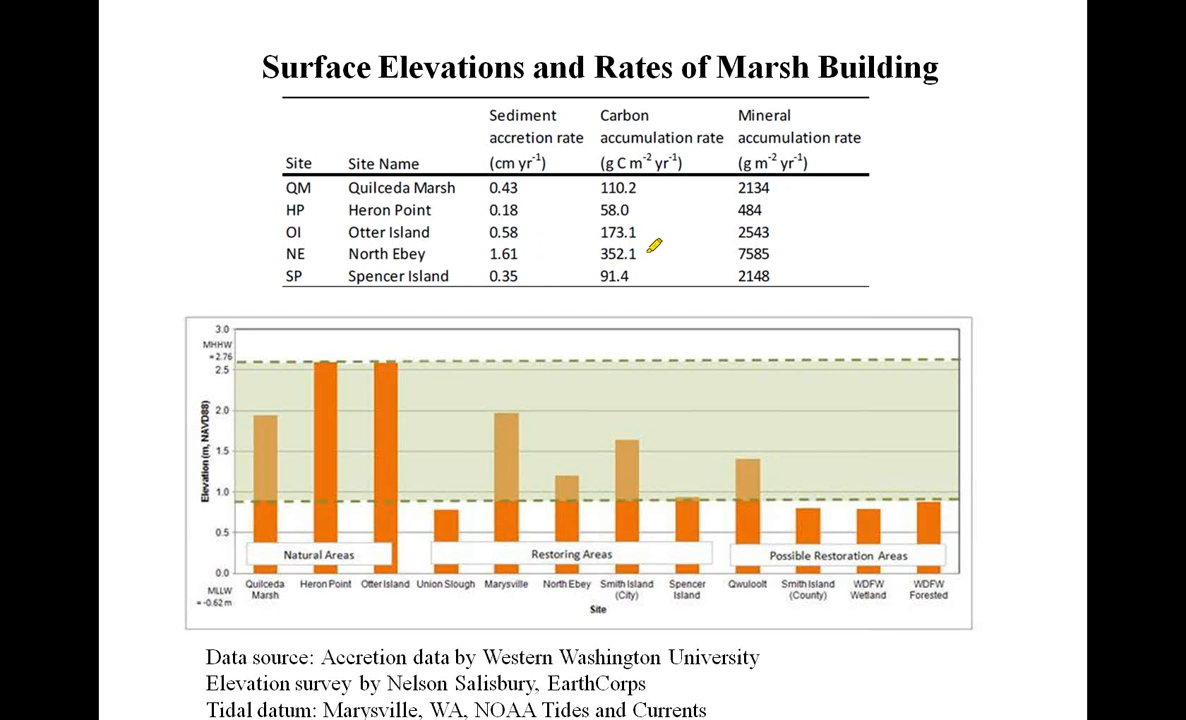 Surface Elevations and Rates of Marsh Building
Sediment Carbon Mineral
accretion rate accumulation rate accumulation rate
Site Site Name (cm yr⁻¹) (g C m⁻² yr⁻¹) (g m⁻² yr⁻¹)
QM Quilceda Marsh 0.43 110.2 2134
HP Heron Point 0.18 58.0 484
OI Otter Island 0.58 173.1 2543
NE North Ebey 1.61 352.1 7585
SP Spencer Island 0.35 91.4 2148
3.0
MHHW
=2.76
2.5
2.0
1.5
1.0
0.5
0.0
MLLW
=-0.62 m
Elevation (m, NAVD88)
Natural Areas Restoring Areas Possible Restoration Areas
Quilceda Heron Point Otter Island Union Slough Marysville North Ebey Smith Island Spencer Qwuloolt Smith Island WDFW WDFW
Marsh (City) Island (County) Wetland Forested
Site
Data source: Accretion data by Western Washington University
Elevation survey by Nelson Salisbury, EarthCorps
Tidal datum: Marysville, WA, NOAA Tides and Currents